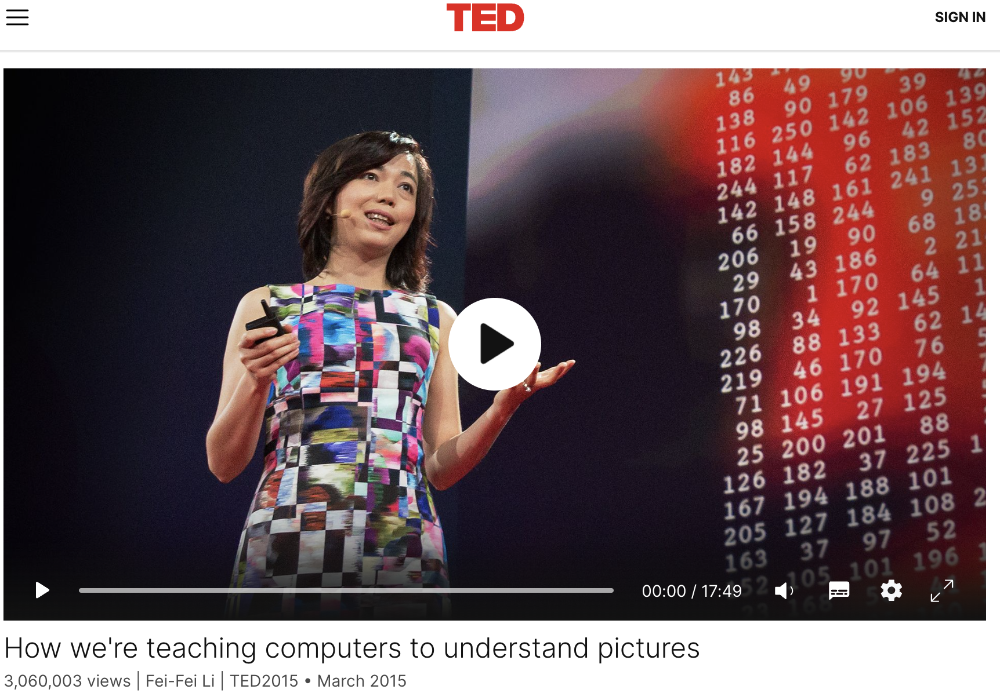 TED
SIGN IN
143 90
86 49 39
138 90 179 106 139
116 250 142 42 152
182 144 96 183 80
244 117 62 241 131
142 148 161 9
66 158 244 68
206 19 90 2
29 43 186 64
170 1 170 145
98 34 92 62
226 88 133 76
219 46 170 194
71 106 191 125
98 145 27 88
25 200 201 225
126 182 37 101
167 194 188 108
205 127 184 52
163 37 97 196
105 101
168
00:00 / 17:49
How we're teaching computers to understand pictures
3,060,003 views | Fei-Fei Li | TED2015 • March 2015